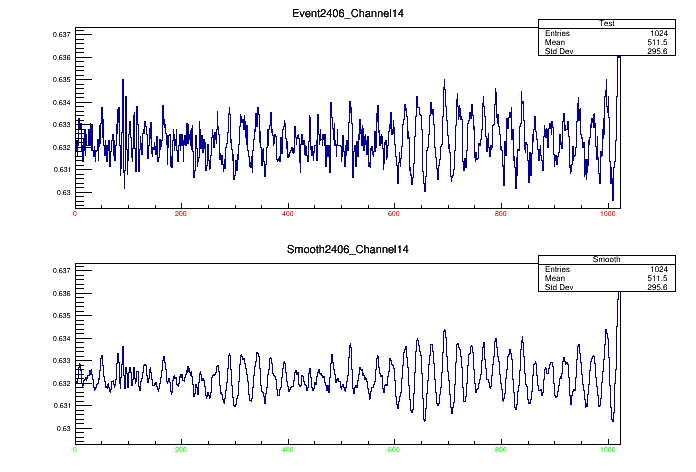 Event2406_Channel14
Test
Entries 1024
Mean 511.5
Std Dev 295.6
0.637
0.636
0.635
0.634
0.633
0.632
0.631
0.63
0 200 400 600 800 1000
Smooth2406_Channel14
Smooth
Entries 1024
Mean 511.5
Std Dev 295.6
0.637
0.636
0.635
0.634
0.633
0.632
0.631
0.63
0 200 400 600 800 1000